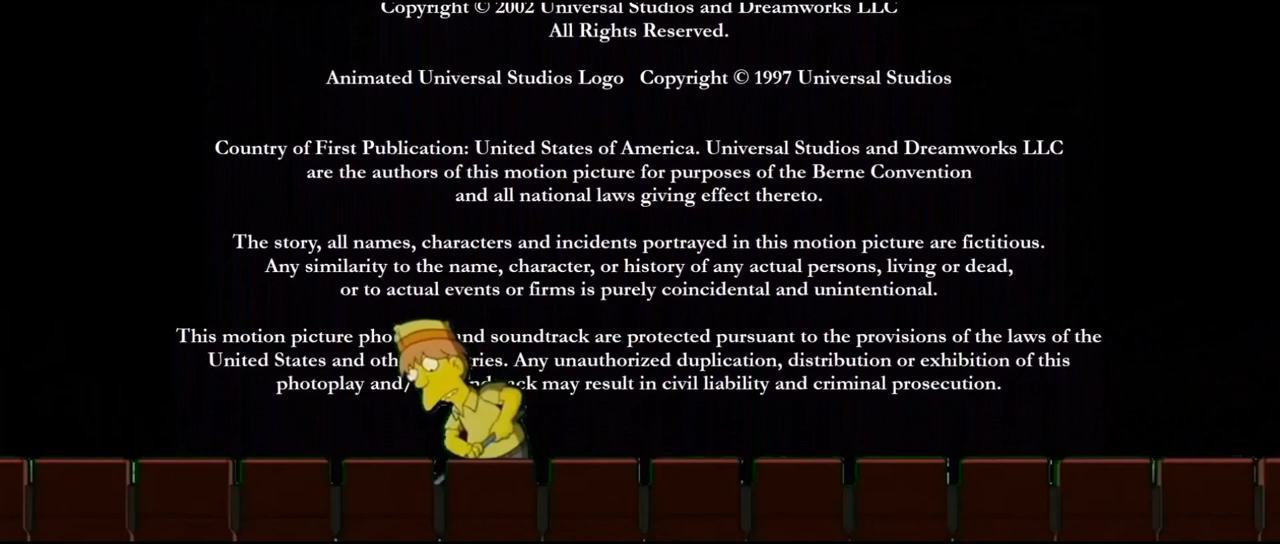 Copyright © 2002 Universal Studios and Dreamworks LLC
All Rights Reserved.
Animated Universal Studios Logo Copyright © 1997 Universal Studios
Country of First Publication: United States of America. Universal Studios and Dreamworks LLC
are the authors of this motion picture for purposes of the Berne Convention
and all national laws giving effect thereto.
The story, all names, characters and incidents portrayed in this motion picture are fictitious.
Any similarity to the name, character, or history of any actual persons, living or dead,
or to actual events or firms is purely coincidental and unintentional.
This motion picture and soundtrack are protected pursuant to the provisions of the laws of the
United States and Any unauthorized duplication, distribution or exhibition of this
photoplay may result in civil liability and criminal prosecution.